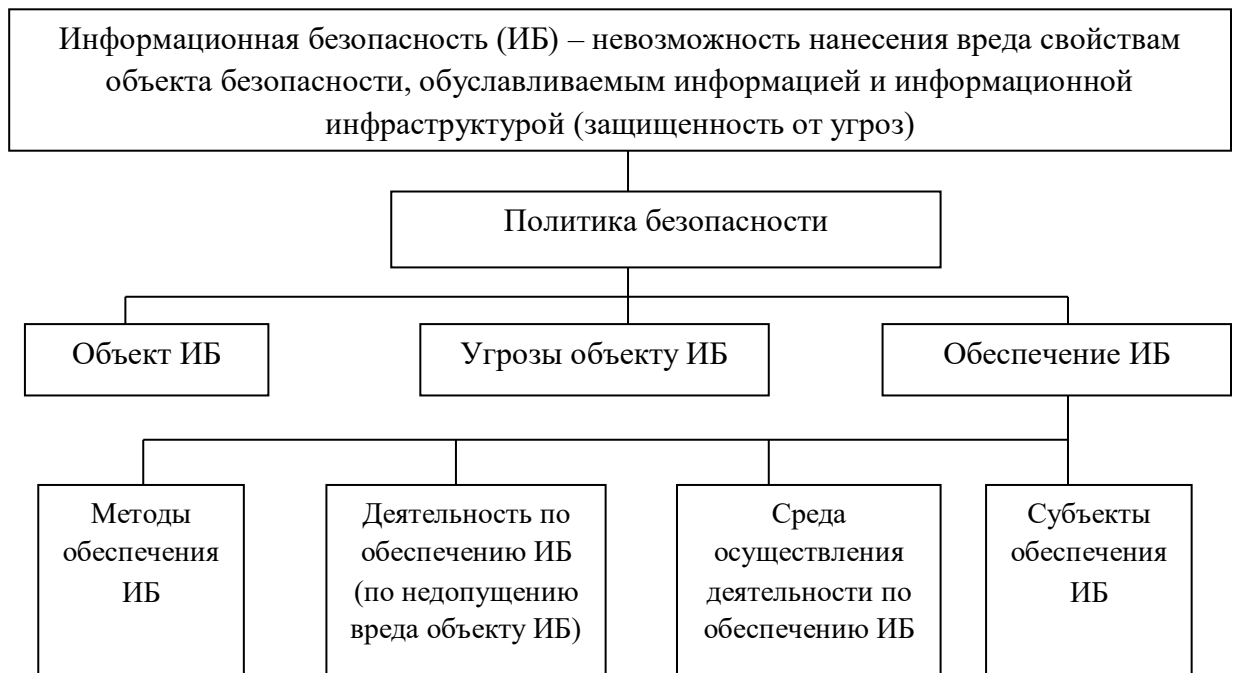 Информационная безопасность (ИБ) – невозможность нанесения вреда свойствам
объекта безопасности, обуславливаемым информацией и информационной
инфраструктурой (защищенность от угроз)
Политика безопасности
Объект ИБ
Угрозы объекту ИБ
Обеспечение ИБ
Методы
обеспечения
ИБ
Деятельность по
обеспечению ИБ
(по недопущению
вреда объекту ИБ)
Среда
осуществления
деятельности по
обеспечению ИБ
Субъекты
обеспечения
ИБ